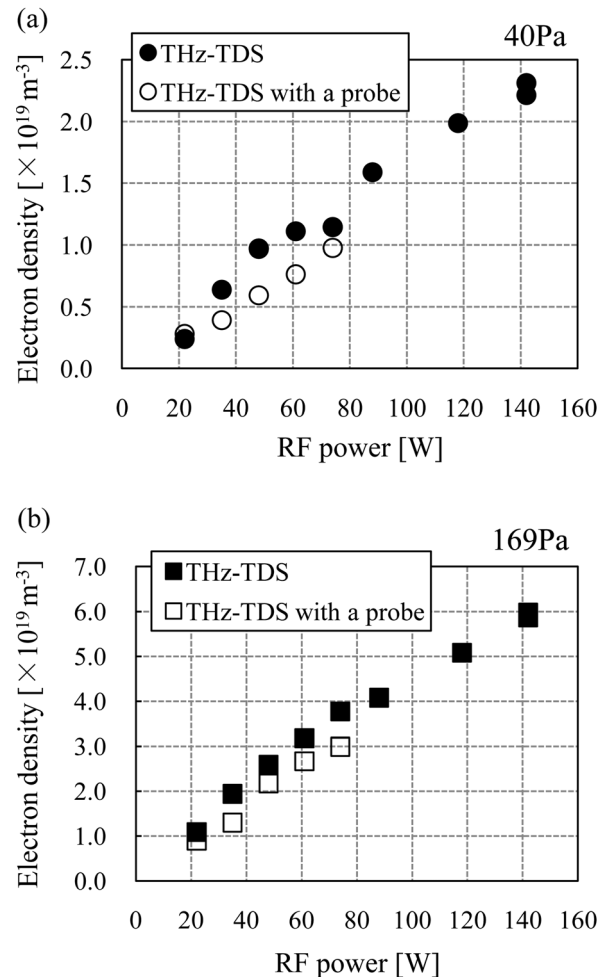 (a)
40Pa
THz-TDS
THz-TDS with a probe
Electron density [×10¹⁹ m⁻³]
2.5
2.0
1.5
1.0
0.5
0.0
0 20 40 60 80 100 120 140 160
RF power [W]
(b)
169Pa
THz-TDS
THz-TDS with a probe
Electron density [×10¹⁹ m⁻³]
7.0
6.0
5.0
4.0
3.0
2.0
1.0
0.0
0 20 40 60 80 100 120 140 160
RF power [W]